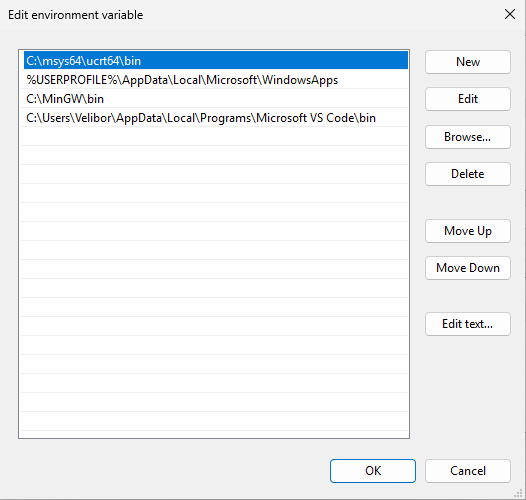 Edit environment variable
C:\msys64\ucrt64\bin
%USERPROFILE%\AppData\Local\Microsoft\WindowsApps
C:\MinGW\bin
C:\Users\Velibor\AppData\Local\Programs\Microsoft VS Code\bin
New
Edit
Browse...
Delete
Move Up
Move Down
Edit text...
OK
Cancel